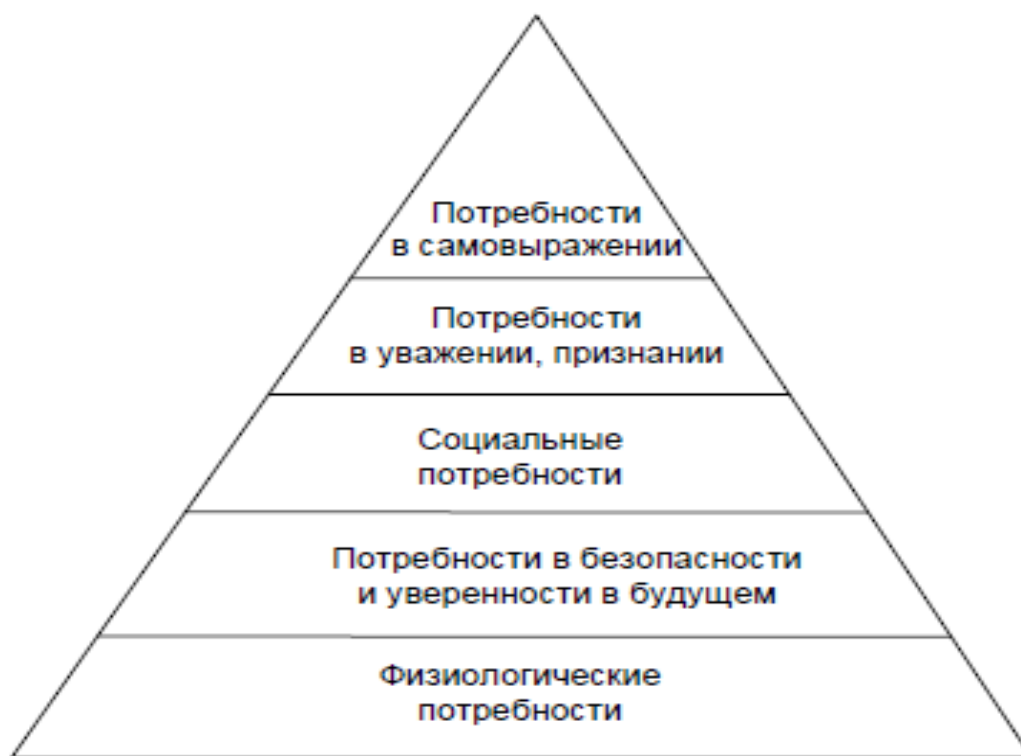 Потребности
в самовыражении
Потребности
в уважении, признании
Социальные
потребности
Потребности в безопасности
и уверенности в будущем
Физиологические
потребности